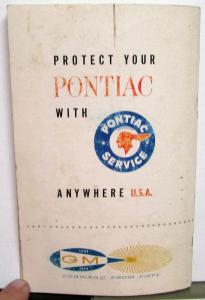 PROTECT YOUR
PONTIAC
WITH
PONTIAC
SERVICE
ANYWHERE U.S.A.
GM
FORWARD FROM FIFTY